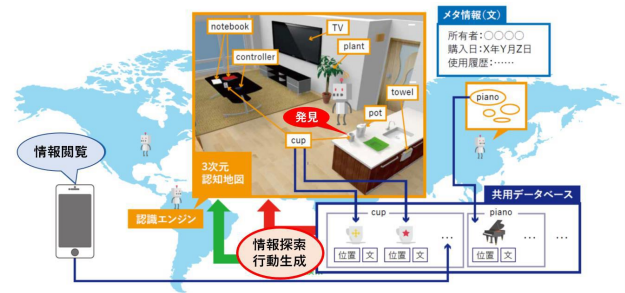 メタ情報(文)
所有者:○○○○
購入日:X年Y月Z日
使用履歴:……
notebook
TV
plant
controller
towel
piano
pot
発見
cup
情報閲覧
3次元
認知地図
認識エンジン
共用データベース
cup
piano
…
…
…
位置
文
位置
文
位置
文
情報探索
行動生成